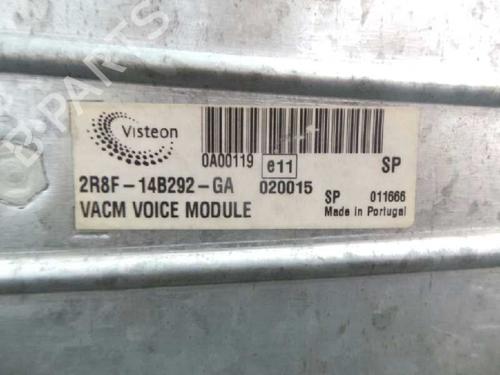 B-PARTS
Visteon
0A00119 e11 SP
2R8F-14B292-GA 020015 SP 011666
VACM VOICE MODULE Made in Portugal